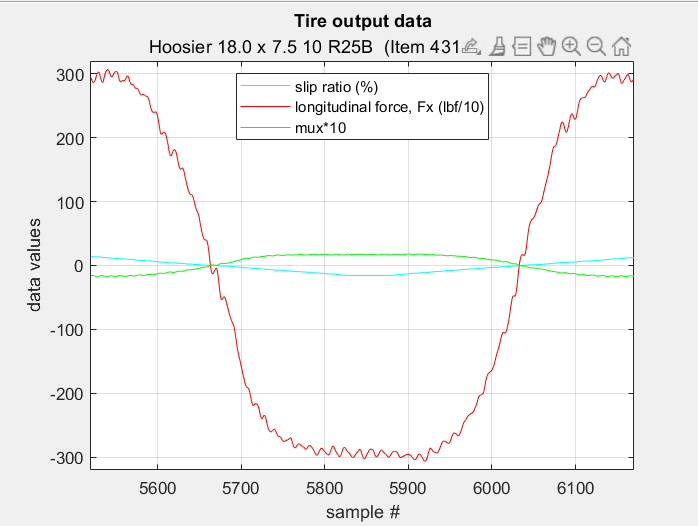 Tire output data
Hoosier 18.0 x 7.5 10 R25B (Item 431
300
200
100
0
-100
-200
-300
data values
slip ratio (%)
longitudinal force, Fx (lbf/10)
mux*10
5600 5700 5800 5900 6000 6100
sample #